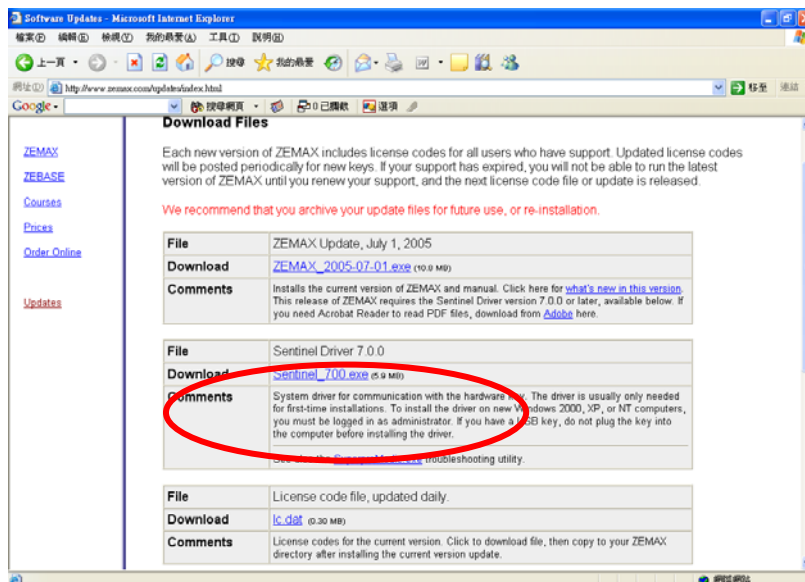 Software Updates - Microsoft Internet Explorer
檔案(F) 編輯(E) 檢視(V) 我的最愛(A) 工具(T) 說明(H)
上一頁 搜尋 我的最愛
網址(D) http://www.zemax.com/updates/index.html 移至 連結
Google 搜尋網頁 0 已攔截 選項
Download Files
ZEMAX
ZEBASE
Courses
Prices
Order Online
Updates
Each new version of ZEMAX includes license codes for all users who have support. Updated license codes
will be posted periodically for new keys. If your support has expired, you will not be able to run the latest
version of ZEMAX until you renew your support, and the next license code file or update is released.
We recommend that you archive your update files for future use, or re-installation.
File ZEMAX Update, July 1, 2005
Download ZEMAX_2005-07-01.exe (10.0 MB)
Comments Installs the current version of ZEMAX and manual. Click here for what's new in this version.
This release of ZEMAX requires the Sentinel Driver version 7.0.0 or later, available below. If
you need Acrobat Reader to read PDF files, download from Adobe here.
File Sentinel Driver 7.0.0
Download Sentinel_700.exe (5.9 MB)
Comments System driver for communication with the hardware key. The driver is usually only needed
for first-time installations. To install the driver on new Windows 2000, XP, or NT computers,
you must be logged in as administrator. If you have a USB key, do not plug the key into
the computer before installing the driver.
See also the troubleshooting utility.
File License code file, updated daily.
Download lc.dat (0.30 MB)
Comments License codes for the current version. Click to download file, then copy to your ZEMAX
directory after installing the current version update.
網際網路